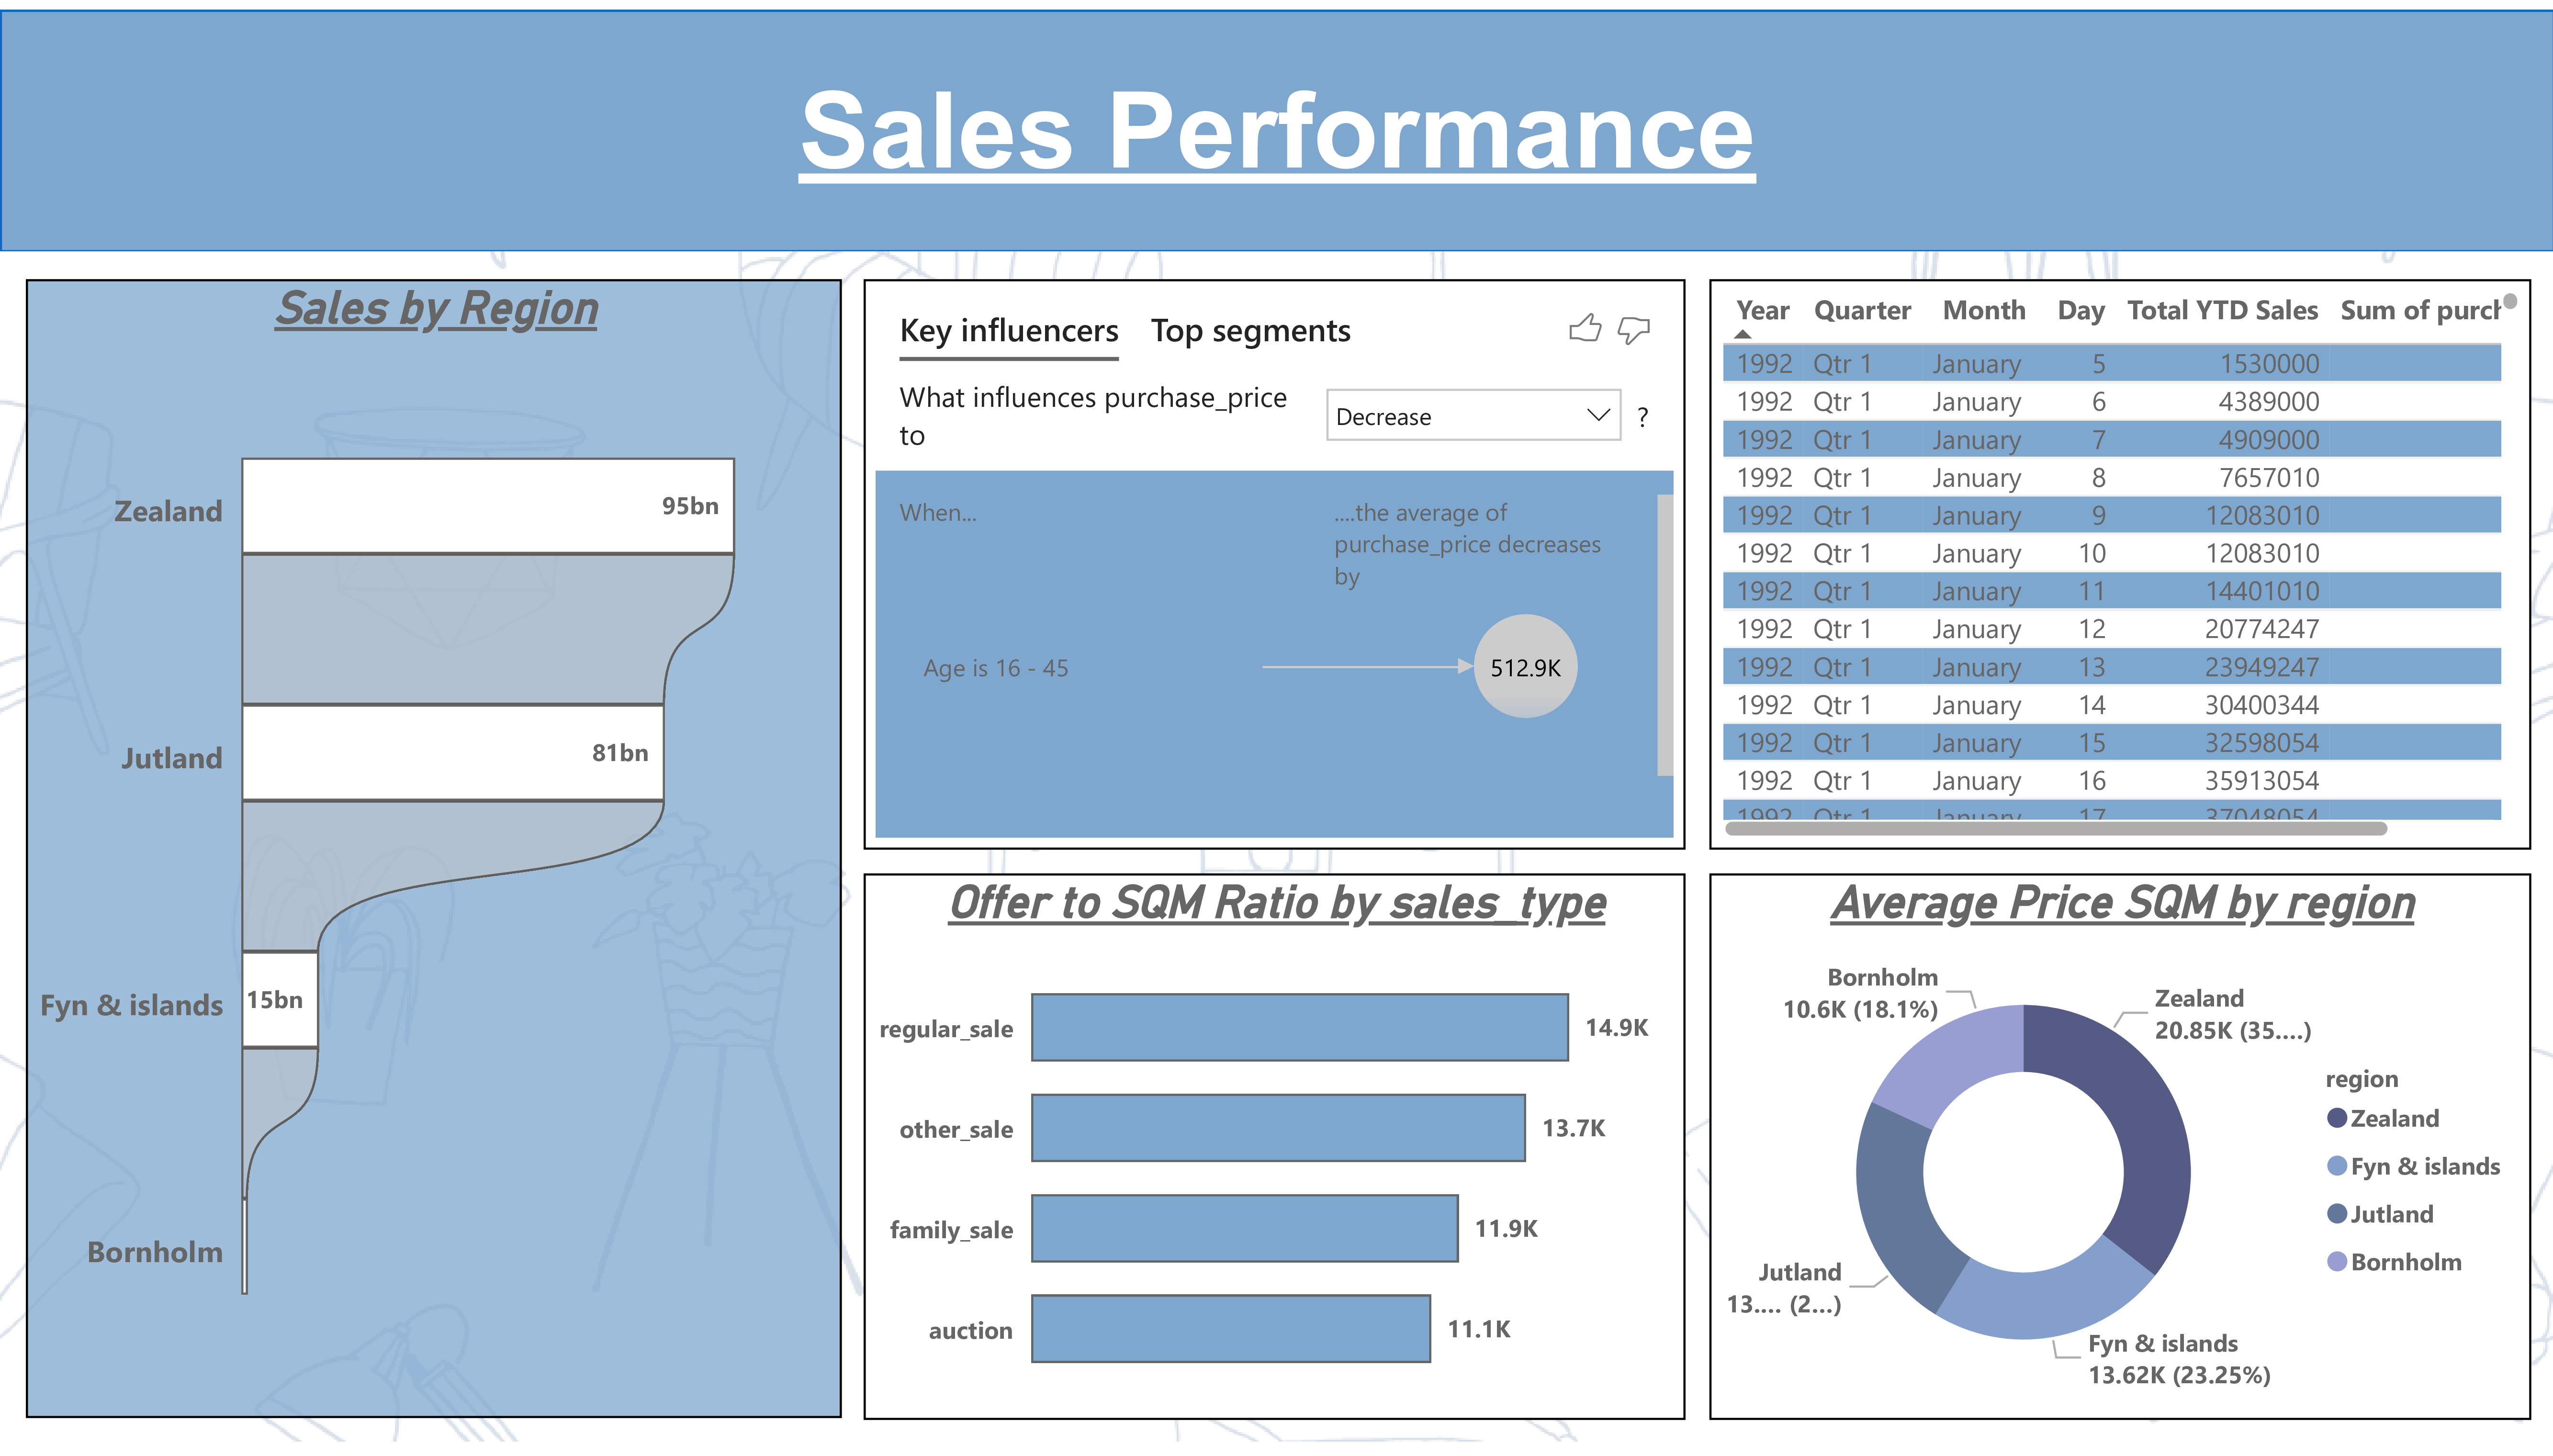 Sales Performance
Sales by Region
Zealand
95bn
Jutland
81bn
Fyn & islands
15bn
Bornholm
Key influencers Top segments
What influences purchase_price
to
Decrease
?
When...
....the average of
purchase_price decreases
by
Age is 16 - 45
512.9K
Year Quarter Month Day Total YTD Sales Sum of purch
1992 Qtr 1 January 5 1530000
1992 Qtr 1 January 6 4389000
1992 Qtr 1 January 7 4909000
1992 Qtr 1 January 8 7657010
1992 Qtr 1 January 9 12083010
1992 Qtr 1 January 10 12083010
1992 Qtr 1 January 11 14401010
1992 Qtr 1 January 12 20774247
1992 Qtr 1 January 13 23949247
1992 Qtr 1 January 14 30400344
1992 Qtr 1 January 15 32598054
1992 Qtr 1 January 16 35913054
1992 Qtr 1 January 17 37048054
Offer to SQM Ratio by sales_type
regular_sale 14.9K
other_sale 13.7K
family_sale 11.9K
auction 11.1K
Average Price SQM by region
Bornholm
10.6K (18.1%)
Zealand
20.85K (35....)
Jutland
13.... (2...)
Fyn & islands
13.62K (23.25%)
region
Zealand
Fyn & islands
Jutland
Bornholm